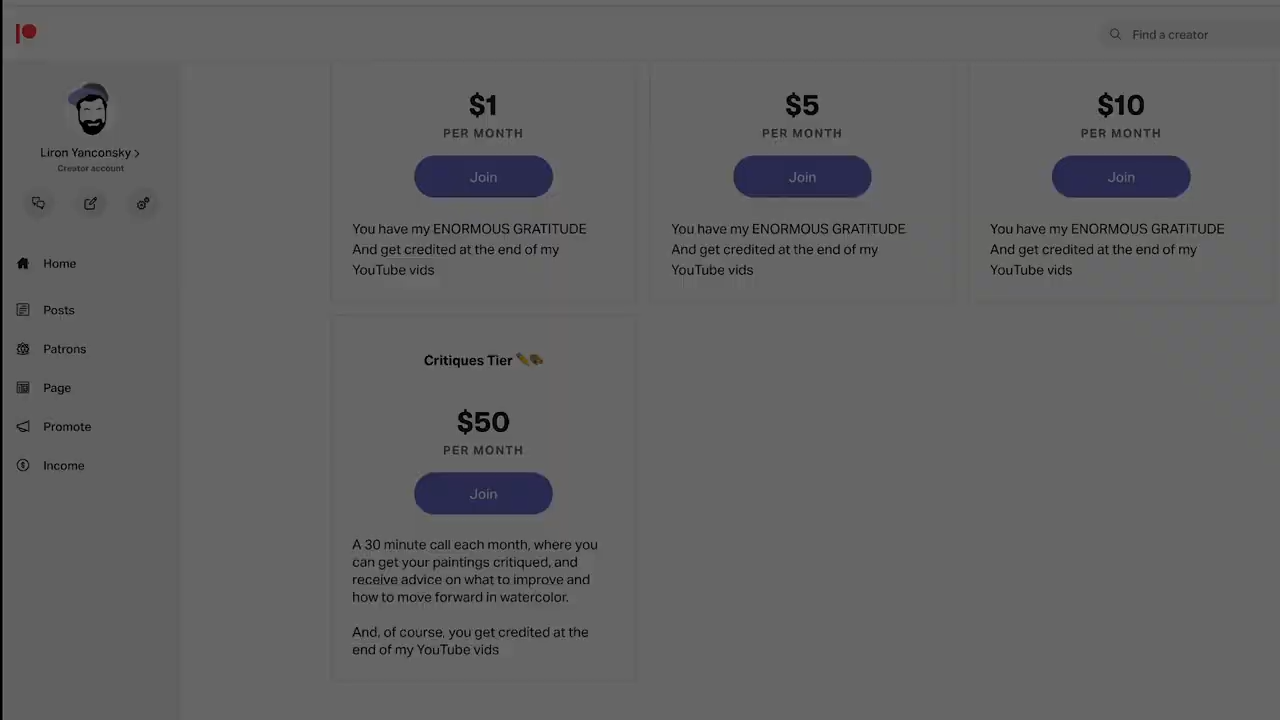 Find a creator
Liron Yanconsky
Creator account
Home
Posts
Patrons
Page
Promote
Income
$1
PER MONTH
Join
You have my ENORMOUS GRATITUDE
And get credited at the end of my
YouTube vids
$5
PER MONTH
Join
You have my ENORMOUS GRATITUDE
And get credited at the end of my
YouTube vids
$10
PER MONTH
Join
You have my ENORMOUS GRATITUDE
And get credited at the end of my
YouTube vids
Critiques Tier
$50
PER MONTH
Join
A 30 minute call each month, where you
can get your paintings critiqued, and
receive advice on what to improve and
how to move forward in watercolor.
And, of course, you get credited at the
end of my YouTube vids